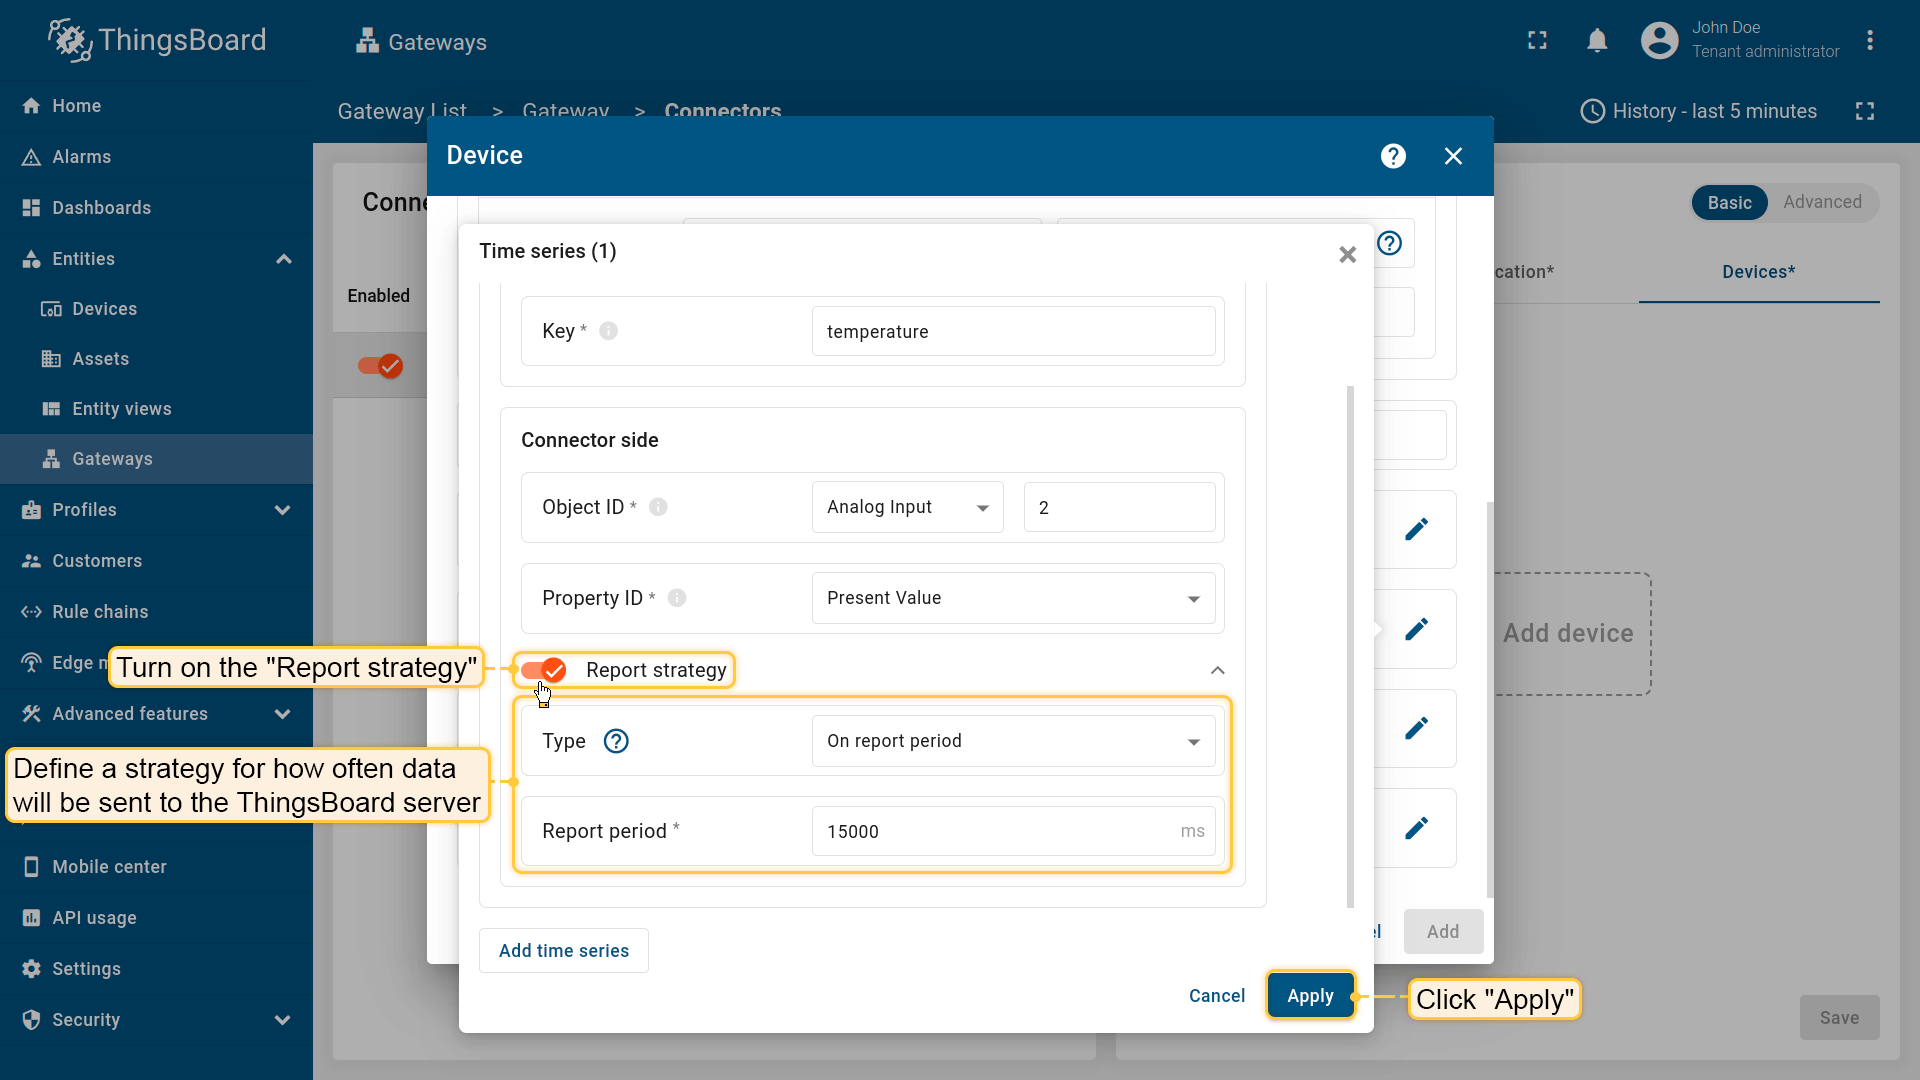 ThingsBoard
Gateways
John Doe
Tenant administrator
Home
Alarms
Dashboards
Entities
Devices
Assets
Entity views
Gateways
Profiles
Customers
Rule chains
Edge m
Advanced features
Mobile center
API usage
Settings
Security
Gateway List > Gateway > Connectors
History - last 5 minutes
Conne
Enabled
Basic
Advanced
cation*
Devices*
Add device
Save
Device
Time series (1)
Key *
temperature
Connector side
Object ID *
Analog Input
2
Property ID *
Present Value
Turn on the "Report strategy"
Report strategy
Type
On report period
Define a strategy for how often data
will be sent to the ThingsBoard server
Report period *
15000
ms
Add time series
Cancel
Apply
Click "Apply"
el
Add